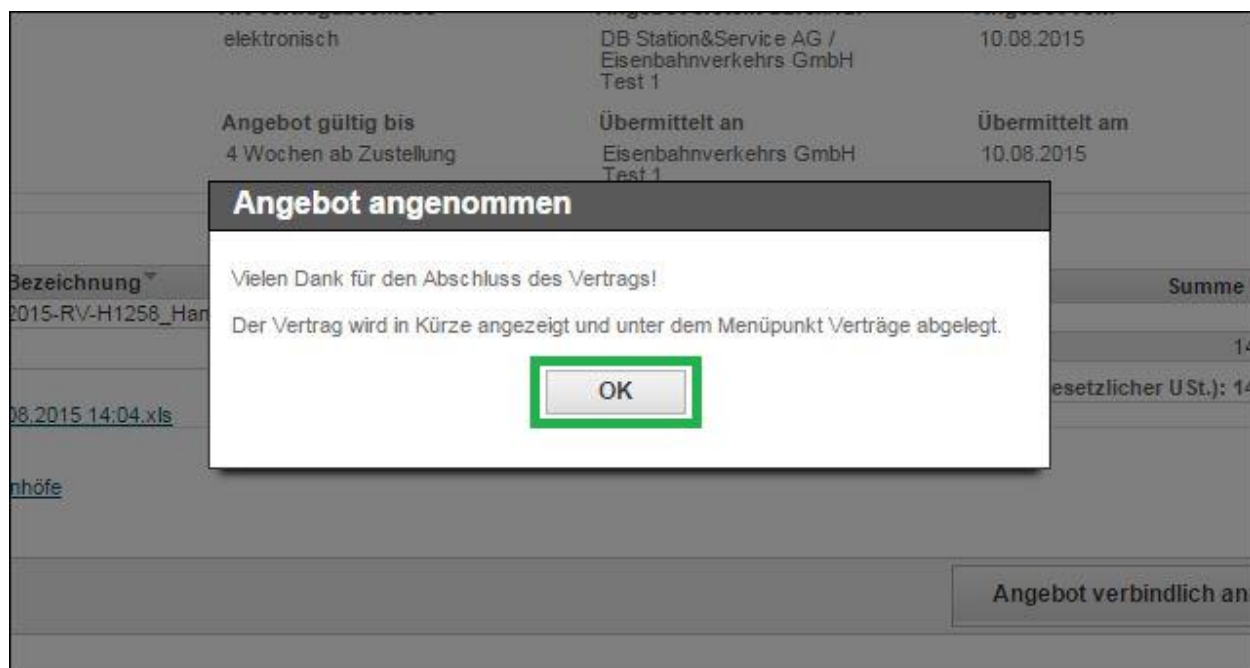 elektronisch
DB Station&Service AG /
10.08.2015
Eisenbahnverkehrs GmbH
Test 1
Angebot gültig bis
Übermittelt an
Übermittelt am
4 Wochen ab Zustellung
Eisenbahnverkehrs GmbH
10.08.2015
Test 1
Angebot angenommen
Vielen Dank für den Abschluss des Vertrags!
Der Vertrag wird in Kürze angezeigt und unter dem Menüpunkt Verträge abgelegt.
OK
Bezeichnung
Summe
2015-RV-H1258_Han
14
esetzlicher USt.): 14
08.2015 14:04.xls
nhöfe
Angebot verbindlich an